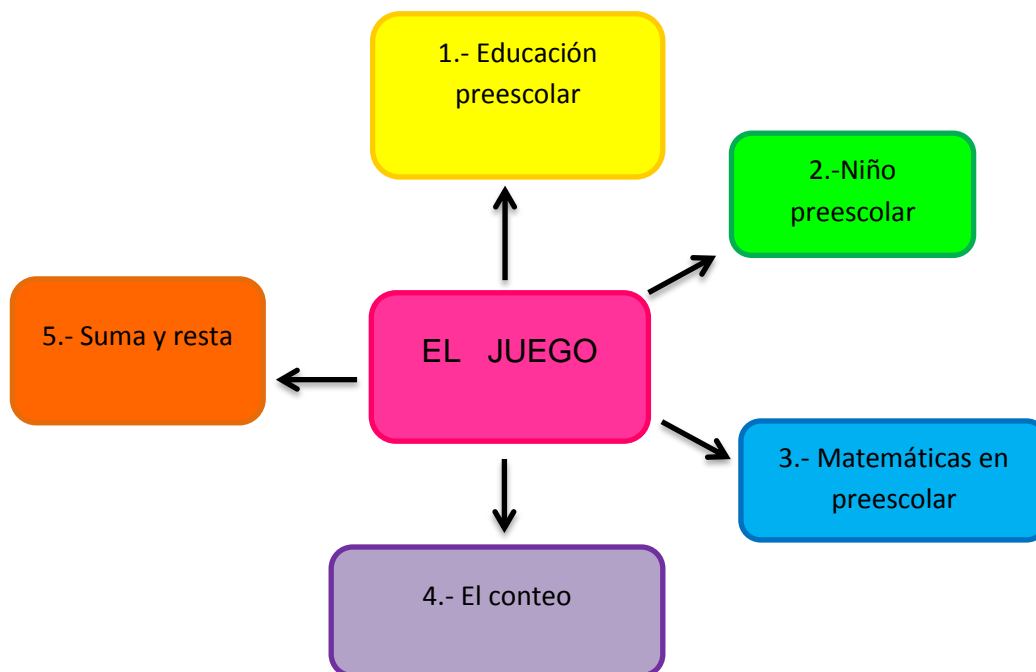 1.- Educación
preescolar
2.-Niño
preescolar
5.- Suma y resta
EL JUEGO
3.- Matemáticas en
preescolar
4.- El conteo